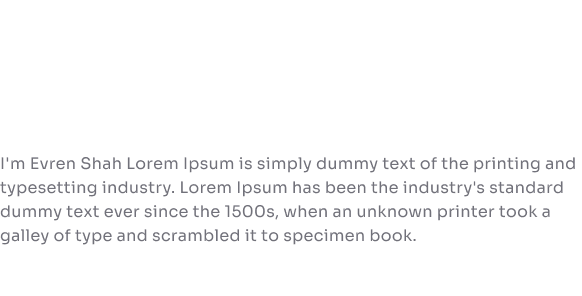 I'm Evren Shah Lorem Ipsum is simply dummy text of the printing and
typesetting industry. Lorem Ipsum has been the industry's standard
dummy text ever since the 1500s, when an unknown printer took a
galley of type and scrambled it to specimen book.